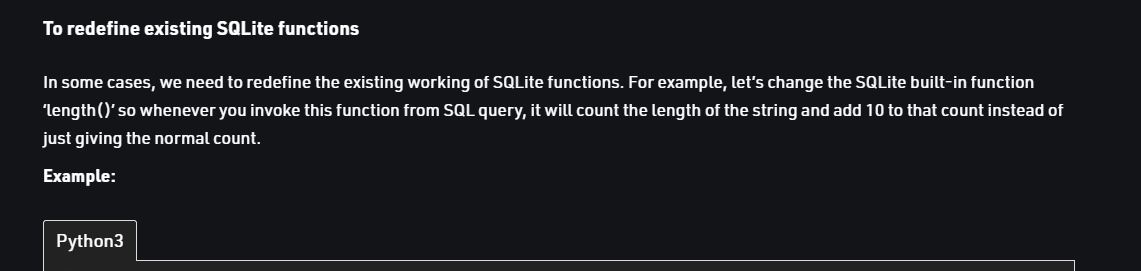 To redefine existing SQLite functions
In some cases, we need to redefine the existing working of SQLite functions. For example, let’s change the SQLite built-in function
‘length()’ so whenever you invoke this function from SQL query, it will count the length of the string and add 10 to that count instead of
just giving the normal count.
Example:
Python3